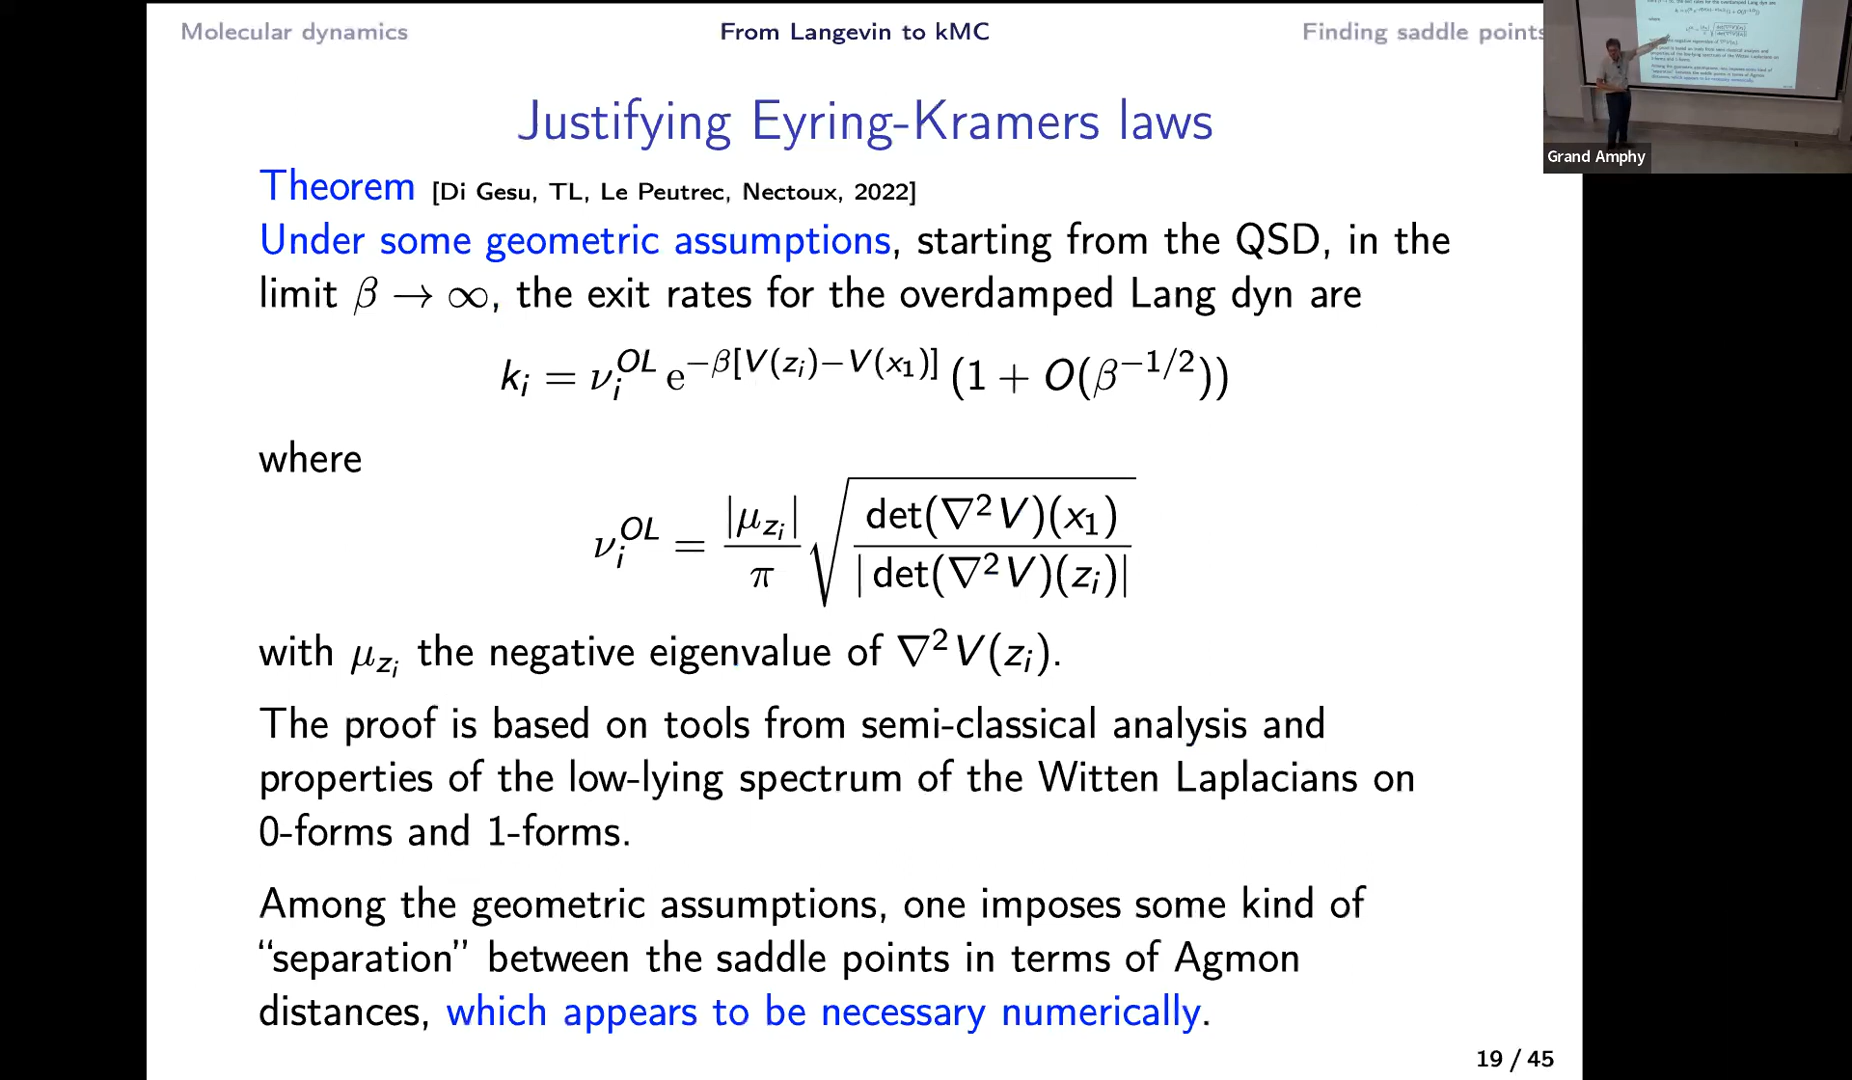 Molecular dynamics From Langevin to kMC Finding saddle points
Justifying Eyring-Kramers laws
Theorem [Di Gesu, TL, Le Peutrec, Nectoux, 2022]
Under some geometric assumptions, starting from the QSD, in the
limit β → ∞, the exit rates for the overdamped Lang dyn are
k_i = ν_i^{OL} e^{−β[V(z_i)−V(x_1)]} (1 + O(β^{−1/2}))
where
ν_i^{OL} = \frac{|μ_{z_i}|}{π} \sqrt{\frac{det(∇²V)(x_1)}{|det(∇²V)(z_i)|}}
with μ_{z_i} the negative eigenvalue of ∇²V(z_i).
The proof is based on tools from semi-classical analysis and
properties of the low-lying spectrum of the Witten Laplacians on
0-forms and 1-forms.
Among the geometric assumptions, one imposes some kind of
“separation” between the saddle points in terms of Agmon
distances, which appears to be necessary numerically.
19 / 45
Grand Amphy